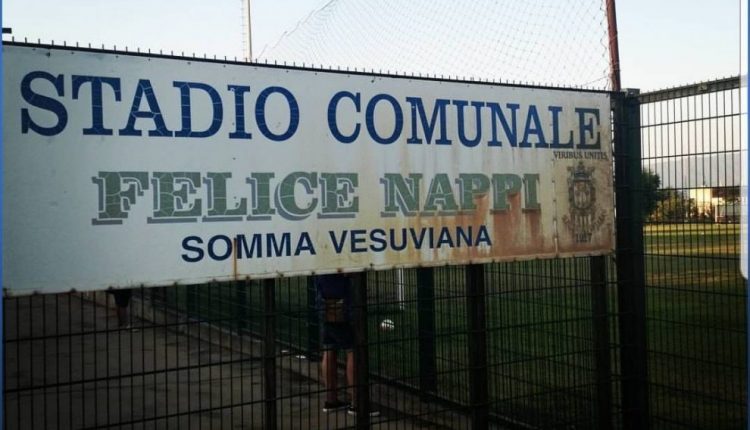 STADIO COMUNALE
FELICE NAPPI
SOMMA VESUVIANA
VIRIBUS UNITIS